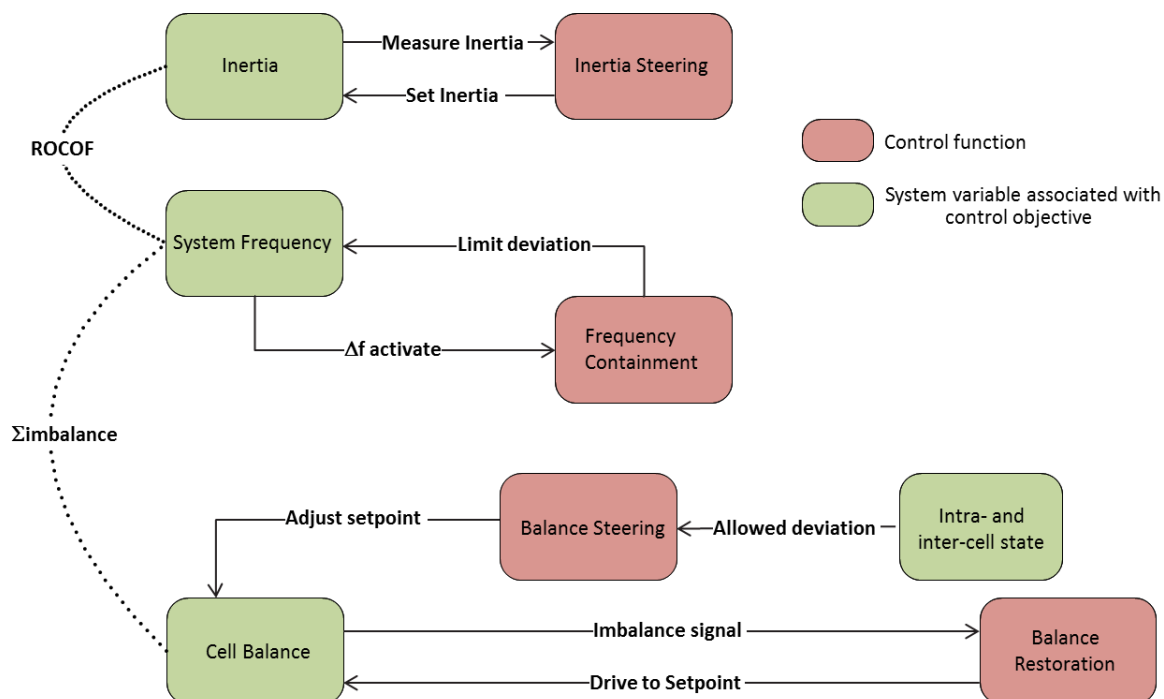 Measure Inertia
Inertia
Inertia Steering
Set Inertia
ROCOF
Control function
System variable associated with
control objective
System Frequency
Limit deviation
Δf activate
Frequency
Containment
Σimbalance
Adjust setpoint
Balance Steering
Allowed deviation
Intra- and
inter-cell state
Cell Balance
Imbalance signal
Balance
Restoration
Drive to Setpoint